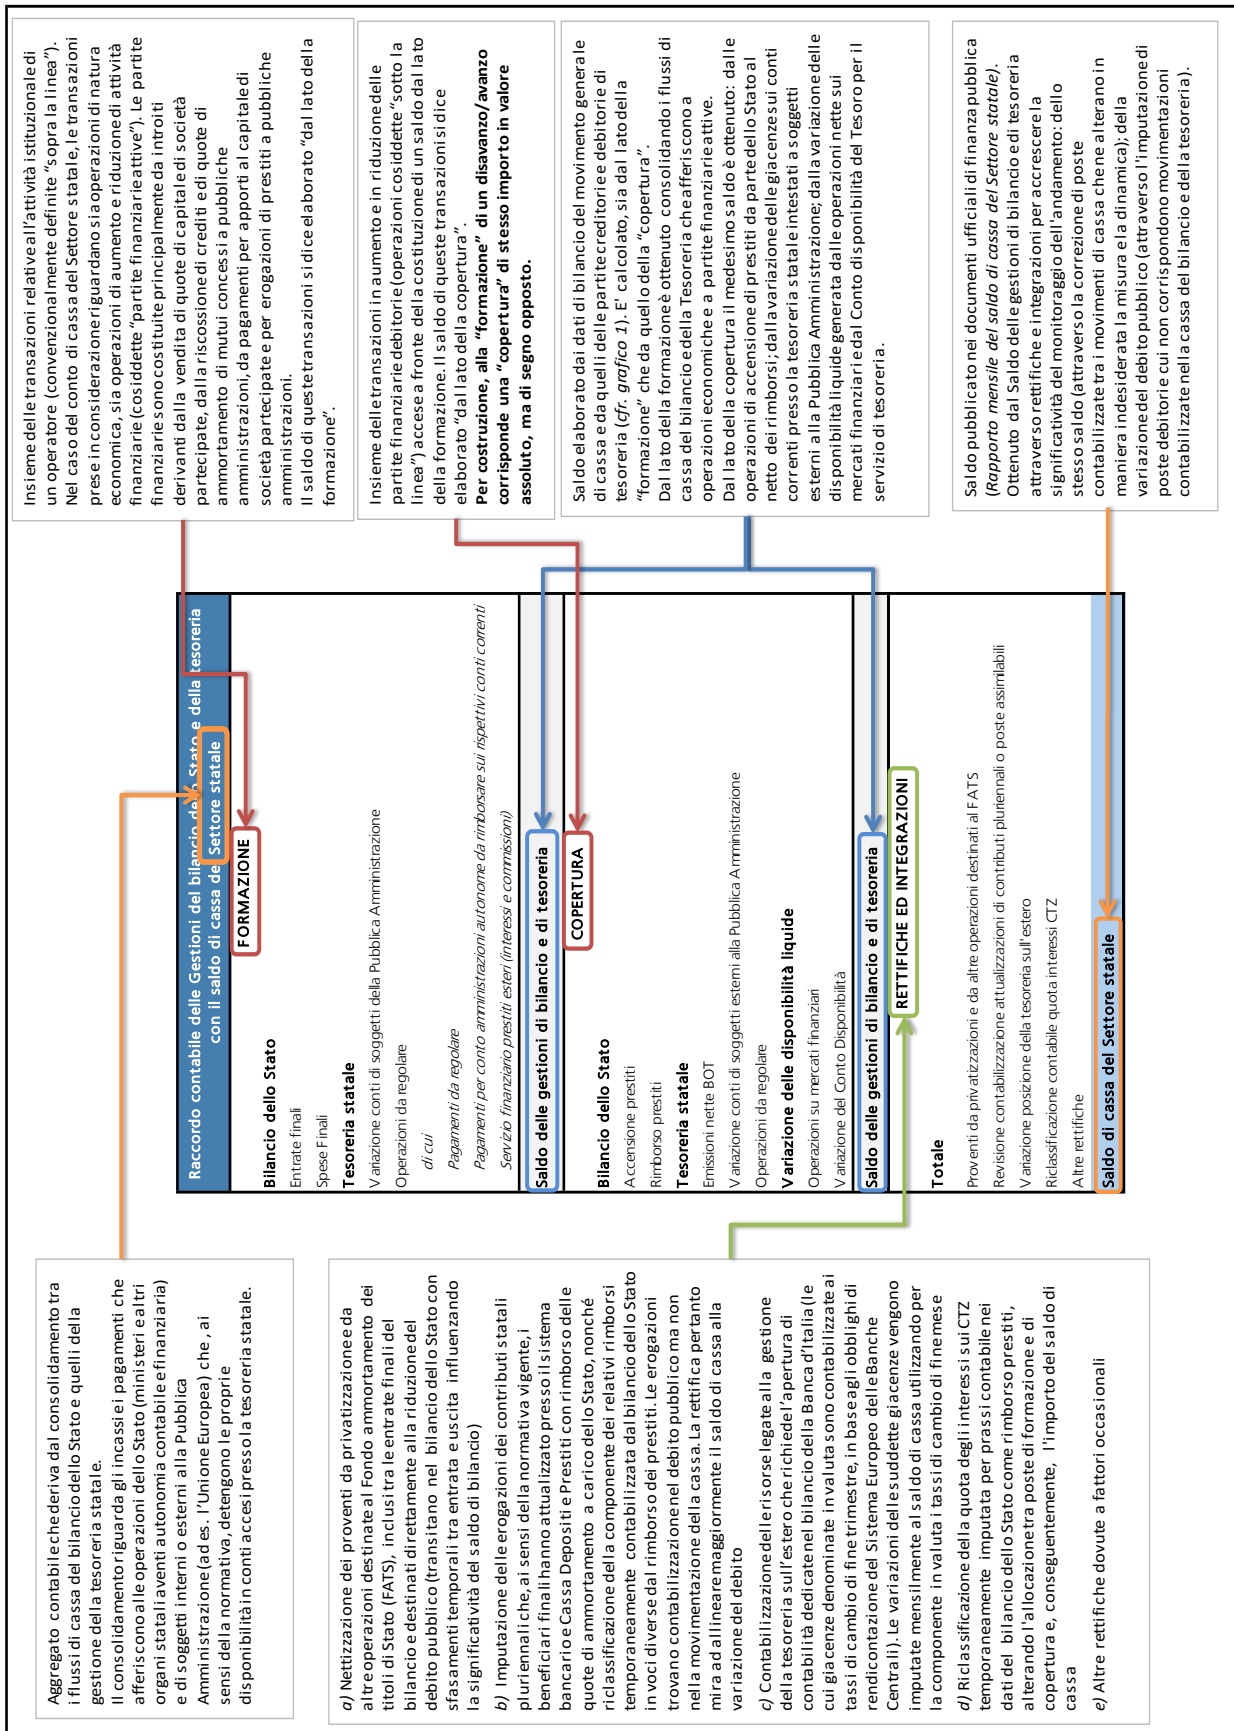 Aggregato contabile che deriva dal consolidamento tra
i flussi di cassa del bilancio dello Stato e quelli della
gestione della tesoreria statale.
Il consolidamento riguarda gli incassi e i pagamenti che
afferiscono alle operazioni dello Stato (ministeri e altri
organi statali aventi autonomia contabile e finanziaria)
e di soggetti interni o esterni alla Pubblica
Amministrazione (ad es. l'Unione Europea) che , ai
sensi della normativa, detengono le proprie
disponibilità in conti accesi presso la tesoreria statale.
a) Nettizzazione dei proventi da privatizzazione e da
altre operazioni destinate al Fondo ammortamento dei
titoli di Stato (FATS), inclusi tra le entrate finali del
bilancio e destinati direttamente alla riduzione del
debito pubblico (transitano nel bilancio dello Stato con
sfasamenti temporali tra entrata e uscita influenzando
la significatività del saldo di bilancio)
b) Imputazione delle erogazioni dei contributi statali
pluriennali che, ai sensi della normativa vigente, i
beneficiari finali hanno attualizzato presso il sistema
bancario e Cassa Depositi e Prestiti con rimborso delle
quote di ammortamento a carico dello Stato, nonché
riclassificazione della componente dei relativi rimborsi
temporaneamente contabilizzata dal bilancio dello Stato
in voci diverse dal rimborso dei prestiti. Le erogazioni
trovano contabilizzazione nel debito pubblico ma non
nella movimentazione della cassa. La rettifica pertanto
mira ad allineare maggiormente il saldo di cassa alla
variazione del debito
c) Contabilizzazione delle risorse legate alla gestione
della tesoreria sull'estero che richiede l'apertura di
contabilità dedicate nel bilancio della Banca d'Italia (le
cui giacenze denominate in valuta sono contabilizzate ai
tassi di cambio di fine trimestre, in base agli obblighi di
rendicontazione del Sistema Europeo delle Banche
Centrali). Le variazioni delle suddette giacenze vengono
imputate mensilmente al saldo di cassa utilizzando per
la componente in valuta i tassi di cambio di fine mese
d) Riclassificazione della quota degli interessi sui CTZ
temporaneamente imputata per prassi contabile nei
dati del bilancio dello Stato come rimborso prestiti,
alterando l'allocazione tra poste di formazione e di
copertura e, conseguentemente, l'importo del saldo di
cassa
e) Altre rettifiche dovute a fattori occasionali
Raccordo contabile delle Gestioni del bilancio dello Stato e della tesoreria
con il saldo di cassa del Settore statale
FORMAZIONE
Bilancio dello Stato
Entrate finali
Spese Finali
Tesoreria statale
Variazione conti di soggetti della Pubblica Amministrazione
Operazioni da regolare
di cui
Pagamenti da regolare
Pagamenti per conto amministrazioni autonome da rimborsare sui rispettivi conti correnti
Servizio finanziario prestiti esteri (interessi e commissioni)
Saldo delle gestioni di bilancio e di tesoreria
COPERTURA
Bilancio dello Stato
Accensione prestiti
Rimborso prestiti
Tesoreria statale
Emissioni nette BOT
Variazione conti di soggetti esterni alla Pubblica Amministrazione
Operazioni da regolare
Variazione delle disponibilità liquide
Operazioni su mercati finanziari
Variazione del Conto Disponibilità
Saldo delle gestioni di bilancio e di tesoreria
RETTIFICHE ED INTEGRAZIONI
Totale
Proventi da privatizzazioni e da altre operazioni destinati al FATS
Revisione contabilizzazione attualizzazioni di contributi pluriennali o poste assimilabili
Variazione posizione della tesoreria sull'estero
Riclassificazione contabile quota interessi CTZ
Altre rettifiche
Saldo di cassa del Settore statale
Insieme delle transazioni relative all'attività istituzionale di
un operatore (convenzionalmente definite “sopra la linea”).
Nel caso del conto di cassa del Settore statale, le transazioni
prese in considerazione riguardano sia operazioni di natura
economica, sia operazioni di aumento e riduzione di attività
finanziarie (cosiddette “partite finanziarie attive”). Le partite
finanziarie sono costituite principalmente da introiti
derivanti dalla vendita di quote di capitale di società
partecipate, dalla riscossione di crediti e di quote di
ammortamento di mutui concessi a pubbliche
amministrazioni, da pagamenti per apporti al capitale di
società partecipate e per erogazioni di prestiti a pubbliche
amministrazioni.
Il saldo di queste transazioni si dice elaborato “dal lato della
formazione”.
Insieme delle transazioni in aumento e in riduzione delle
partite finanziarie debitorie (operazioni cosiddette “sotto la
linea”) accese a fronte della costituzione di un saldo dal lato
della formazione. Il saldo di queste transazioni si dice
elaborato “dal lato della copertura”.
Per costruzione, alla “formazione” di un disavanzo/avanzo
corrisponde una “copertura” di stesso importo in valore
assoluto, ma di segno opposto.
Saldo elaborato dai dati di bilancio del movimento generale
di cassa e da quelli delle partite creditorie e debitorie di
tesoreria (cfr. grafico 1). E' calcolato, sia dal lato della
“formazione” che da quello della “copertura”.
Dal lato della formazione è ottenuto consolidando i flussi di
cassa del bilancio e della Tesoreria che afferiscono a
operazioni economiche e a partite finanziarie attive.
Dal lato della copertura il medesimo saldo è ottenuto: dalle
operazioni di accensione di prestiti da parte dello Stato al
netto dei rimborsi; dalla variazione delle giacenze sui conti
correnti presso la tesoreria statale intestati a soggetti
esterni alla Pubblica Amministrazione; dalla variazione delle
disponibilità liquide generata dalle operazioni nette sui
mercati finanziari e dal Conto disponibilità del Tesoro per il
servizio di tesoreria.
Saldo pubblicato nei documenti ufficiali di finanza pubblica
(Rapporto mensile del saldo di cassa del Settore statale).
Ottenuto dal Saldo delle gestioni di bilancio e di tesoreria
attraverso rettifiche e integrazioni per accrescere la
significatività del monitoraggio dell'andamento: dello
stesso saldo (attraverso la correzione di poste
contabilizzate tra i movimenti di cassa che ne alterano in
maniera indesiderata la misura e la dinamica); della
variazione del debito pubblico (attraverso l'imputazione di
poste debitorie cui non corrispondono movimentazioni
contabilizzate nella cassa del bilancio e della tesoreria).